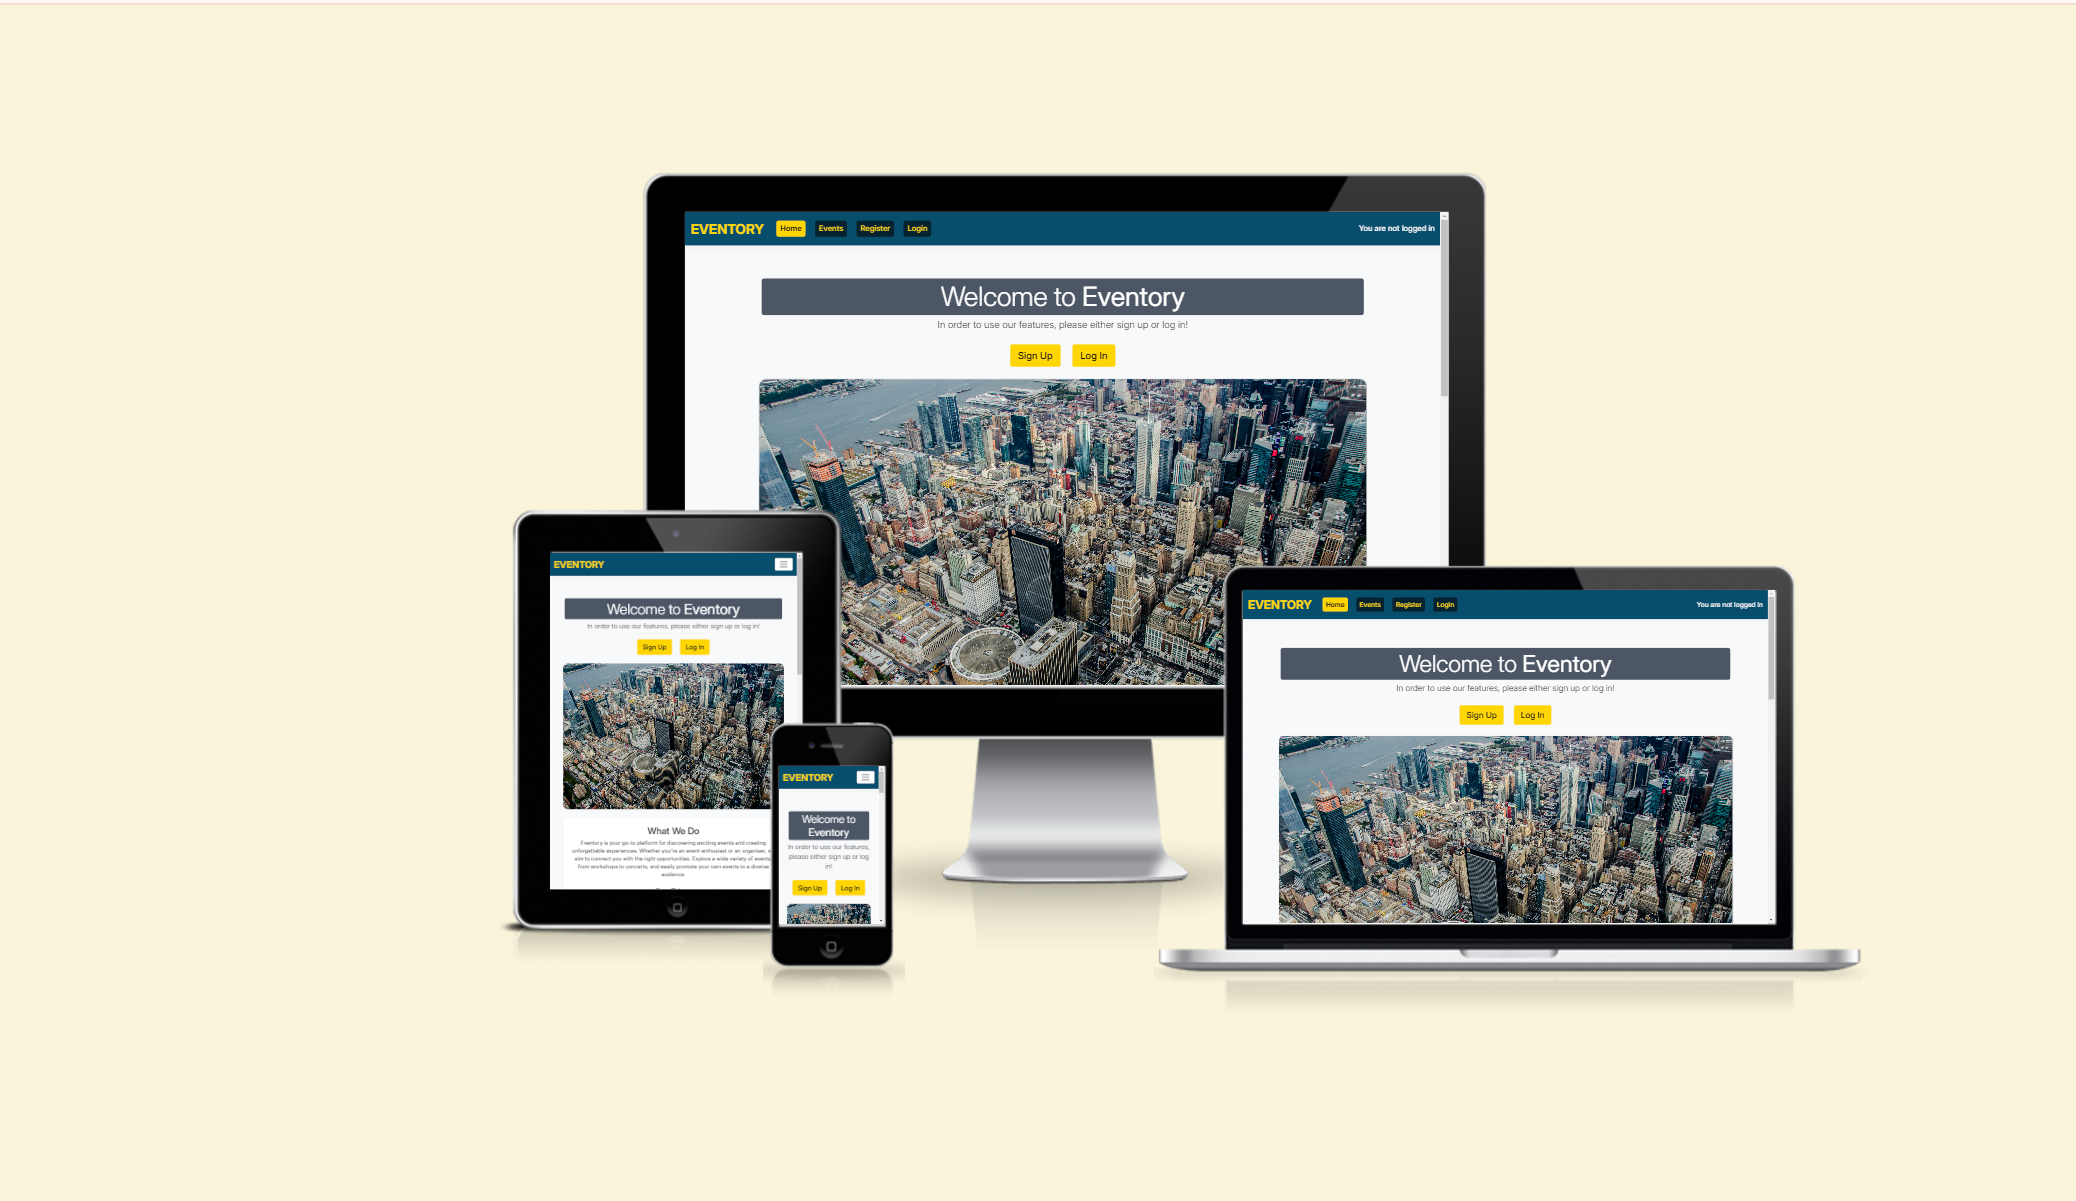 EVENTORY Home Events Register Login You are not logged in
Welcome to Eventory
In order to use our features, please either sign up or log in!
Sign Up Log In
EVENTORY
Welcome to Eventory
In order to use our features, please either sign up or log in!
Sign Up Log In
What We Do
Eventory is your go-to platform for discovering exciting events and creating
unforgettable experiences. Whether you're an event enthusiast or an organiser,
aim to connect you with the right opportunities. Explore a wide variety of events
from workshops to concerts, and easily promote your own events to a diverse
audience.
EVENTORY
Welcome to
Eventory
In order to use our features,
please either sign up or log
in!
Sign Up Log In
EVENTORY Home Events Register Login You are not logged in
Welcome to Eventory
In order to use our features, please either sign up or log in!
Sign Up Log In